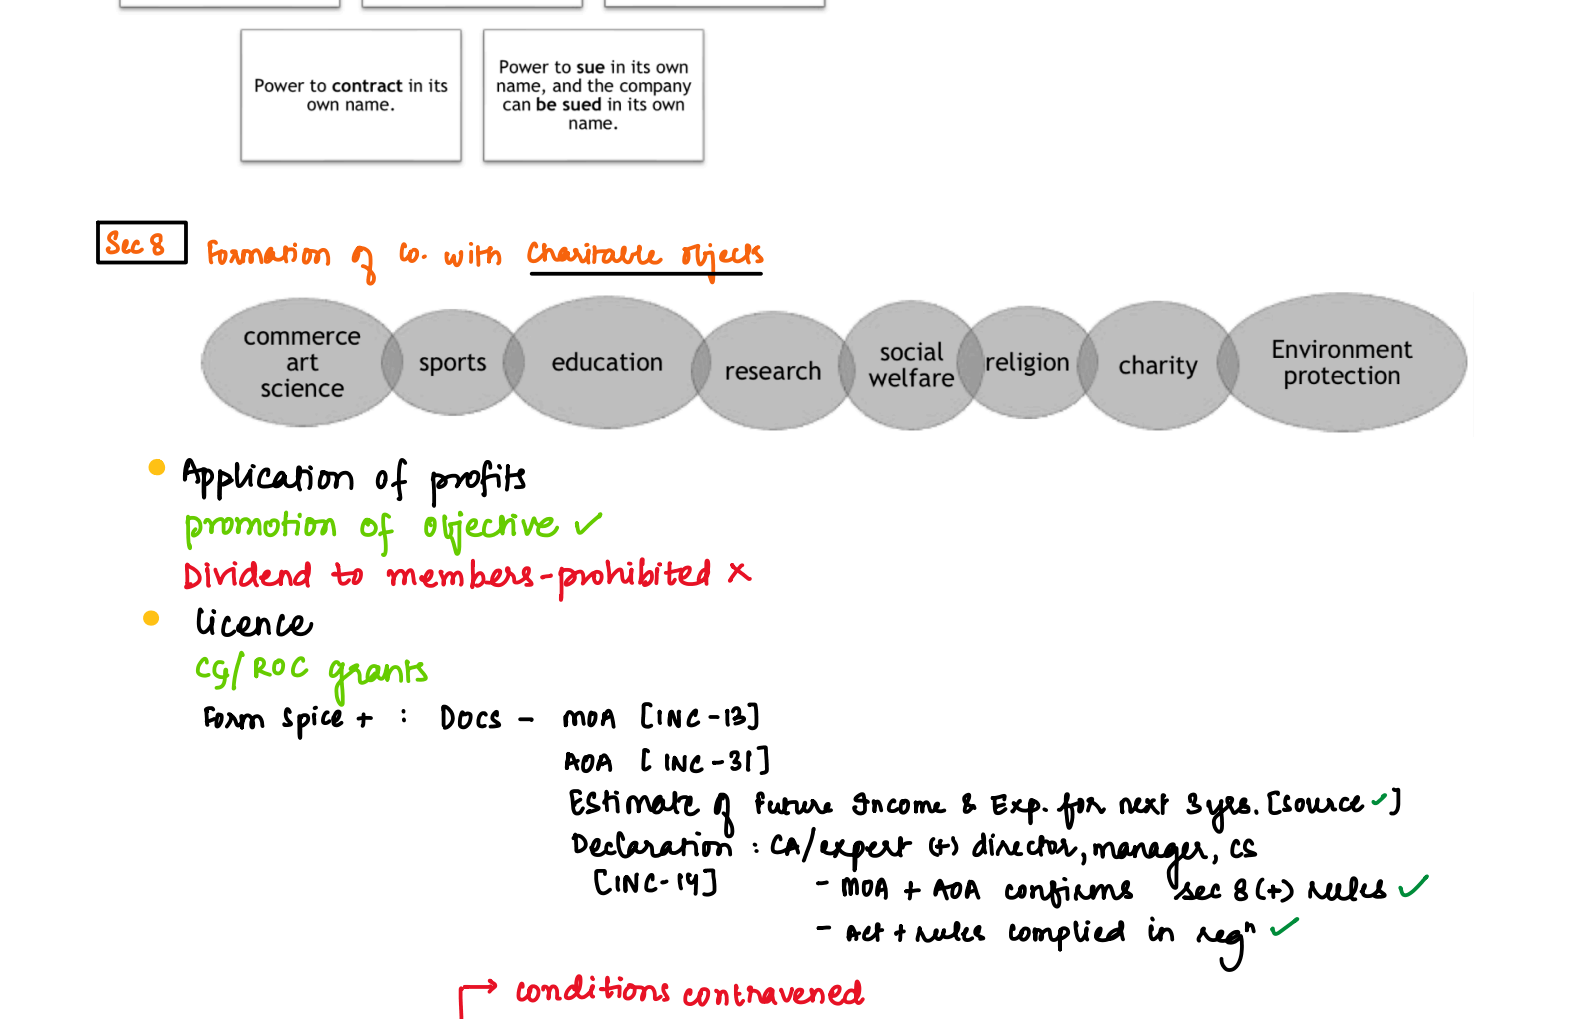 Power to contract in its
own name.
Power to sue in its own
name, and the company
can be sued in its own
name.
Sec 8
Formation of Co. with Charitable objects
commerce
art
science
sports
education
research
social
welfare
religion
charity
Environment
protection
Application of profits
promotion of objective ✓
Dividend to members-prohibited ×
licence
CG/ROC grants
Form Spice + : Docs - MOA [INC-13]
AOA [INC-31]
Estimate of Future Income & Exp. for next 3 yrs. [source ✓]
Declaration : CA/expert (+) director, manager, CS
[INC-14]
- MOA + AOA confirms sec 8 (+) rules ✓
- Act + rules complied in regⁿ ✓
conditions contravened